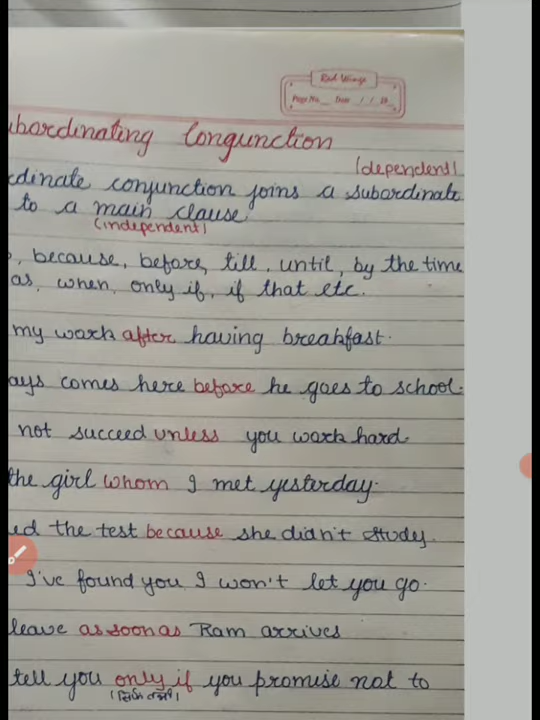 Red Wings
Page No. Date / / 20
ubordinating Congunction
(dependent)
dinate conjunction joins a subordinate
to a main clause.
(independent)
, because, before, till, until, by the time
as, when, only if, if that etc.
my work after having breakfast.
ays comes here before he goes to school.
not succeed unless you work hard
the girl whom I met yesterday.
ed the test because she didn't study.
I've found you, I won't let you go.
leave as soon as Ram arrives
tell you only if you promise not to
(सिर्फ तभी)